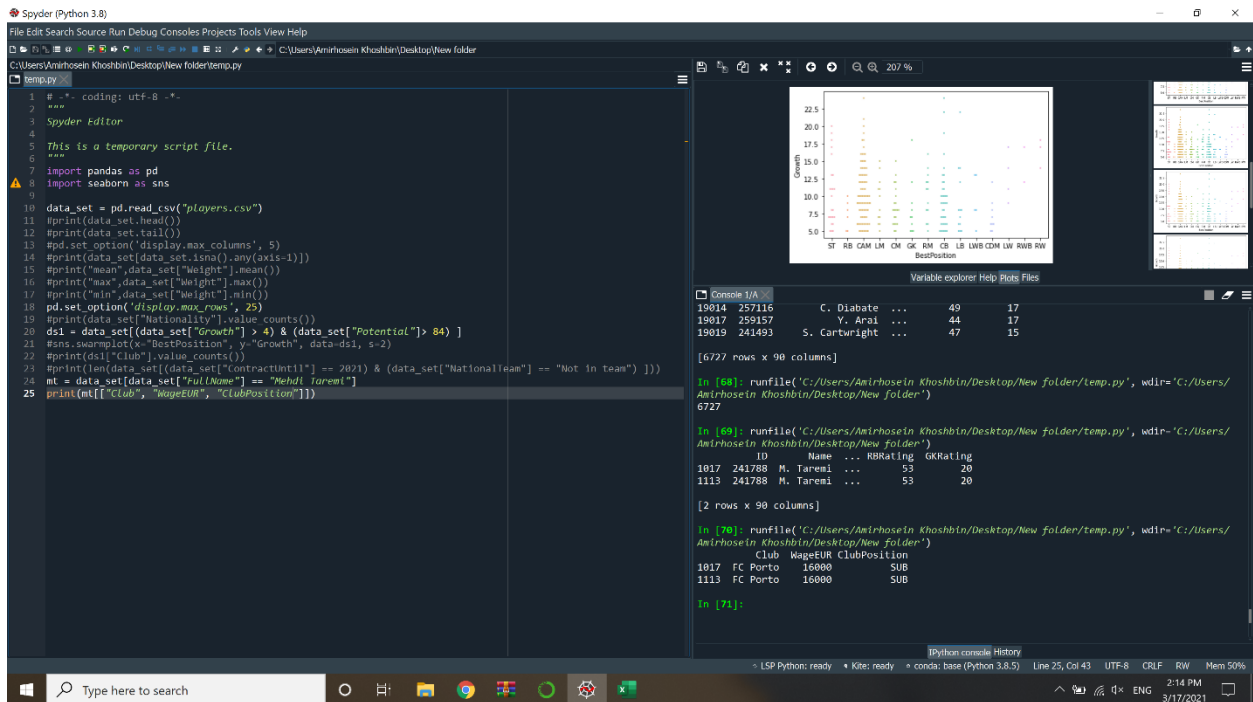 Spyder (Python 3.8)
File Edit Search Source Run Debug Consoles Projects Tools View Help
C:\Users\Amirhosein Khoshbin\Desktop\New folder
C:\Users\Amirhosein Khoshbin\Desktop\New folder\temp.py
temp.py
1 # -*- coding: utf-8 -*-
2 """
3 Spyder Editor
4
5 This is a temporary script file.
6 """
7 import pandas as pd
8 import seaborn as sns
9
10 data_set = pd.read_csv("players.csv")
11 #print(data_set.head())
12 #print(data_set.tail())
13 #pd.set_option('display.max_columns', 5)
14 #print(data_set[data_set.isna().any(axis=1)])
15 #print("mean",data_set["Weight"].mean())
16 #print("max",data_set["Weight"].max())
17 #print("min",data_set["Weight"].min())
18 pd.set_option('display.max_rows', 25)
19 #print(data_set["Nationality"].value_counts())
20 ds1 = data_set[(data_set["Growth"] > 4) & (data_set["Potential"]> 84) ]
21 #sns.swarmplot(x="BestPosition", y="Growth", data=ds1, s=2)
22 #print(ds1["Club"].value_counts())
23 #print(len(data_set[(data_set["ContractUntil"] == 2021) & (data_set["NationalTeam"] == "Not in team") ]))
24 mt = data_set[data_set["FullName"] == "Mehdi Taremi"]
25 print(mt[["Club", "WageEUR", "ClubPosition"]])
207 %
22.5
20.0
17.5
15.0
12.5
10.0
7.5
5.0
Growth
ST RB CAM LM CM GK RM CB LB LWB CDM LW RWB RW
BestPosition
Variable explorer Help Plots Files
Console 1/A
19014 257116 C. Diabate ... 49 17
19017 259157 Y. Arai ... 44 17
19019 241493 S. Cartwright ... 47 15
[6727 rows x 90 columns]
In [68]: runfile('C:/Users/Amirhosein Khoshbin/Desktop/New folder/temp.py', wdir='C:/Users/
Amirhosein Khoshbin/Desktop/New folder')
6727
In [69]: runfile('C:/Users/Amirhosein Khoshbin/Desktop/New folder/temp.py', wdir='C:/Users/
Amirhosein Khoshbin/Desktop/New folder')
ID Name ... RBRating GKRating
1017 241788 M. Taremi ... 53 20
1113 241788 M. Taremi ... 53 20
[2 rows x 90 columns]
In [70]: runfile('C:/Users/Amirhosein Khoshbin/Desktop/New folder/temp.py', wdir='C:/Users/
Amirhosein Khoshbin/Desktop/New folder')
Club WageEUR ClubPosition
1017 FC Porto 16000 SUB
1113 FC Porto 16000 SUB
In [71]:
IPython console History
LSP Python: ready Kite: ready conda: base (Python 3.8.5) Line 25, Col 43 UTF-8 CRLF RW Mem 50%
Type here to search
ENG
2:14 PM
3/17/2021